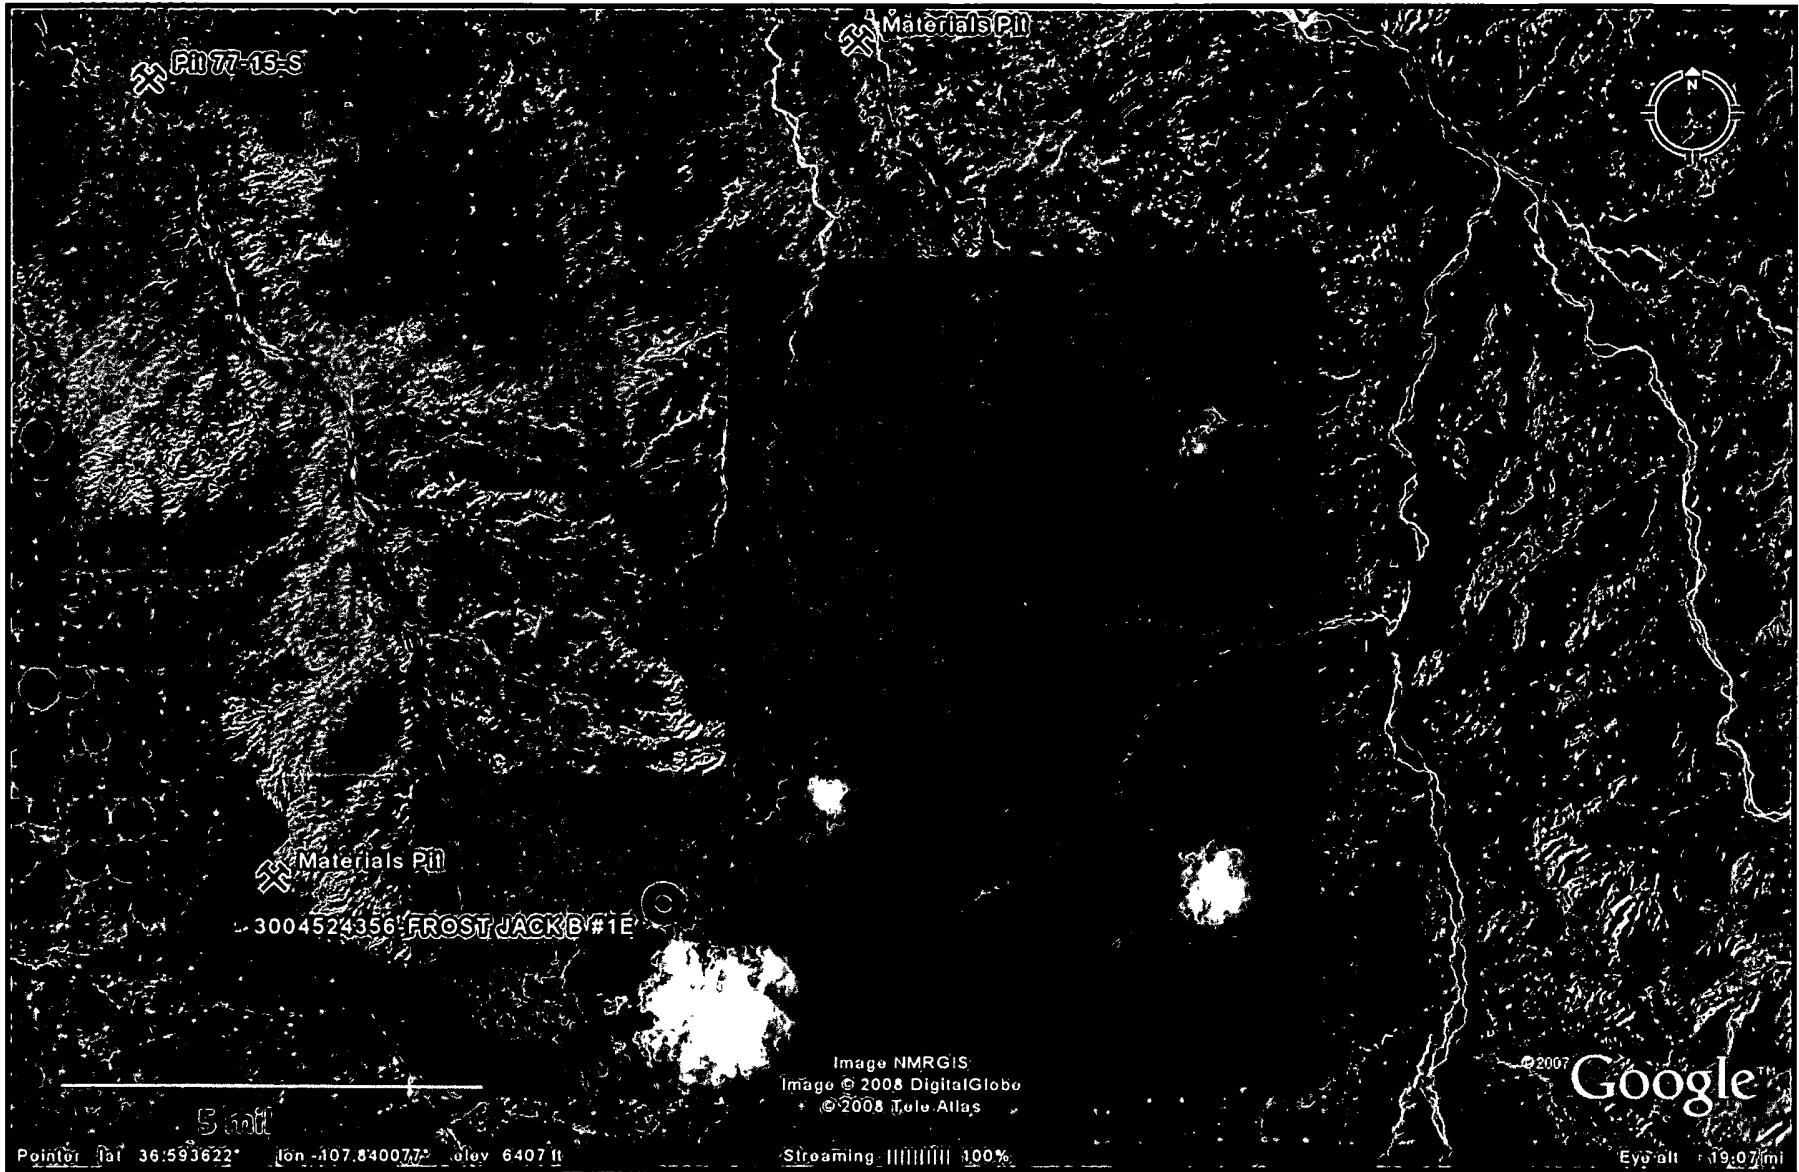 Materials Pit
Pit 77-15-S
N
Materials Pit
3004524356 FROST JACK B #1E
Image NMRGIS
Image © 2008 DigitalGlobe
© 2008 Tele Atlas
©2007 Google™
5 mi
Pointer lat 36.593622° lon -107.840077° elev 6407 ft Streaming ||||||||| 100% Eye alt 19.07 mi